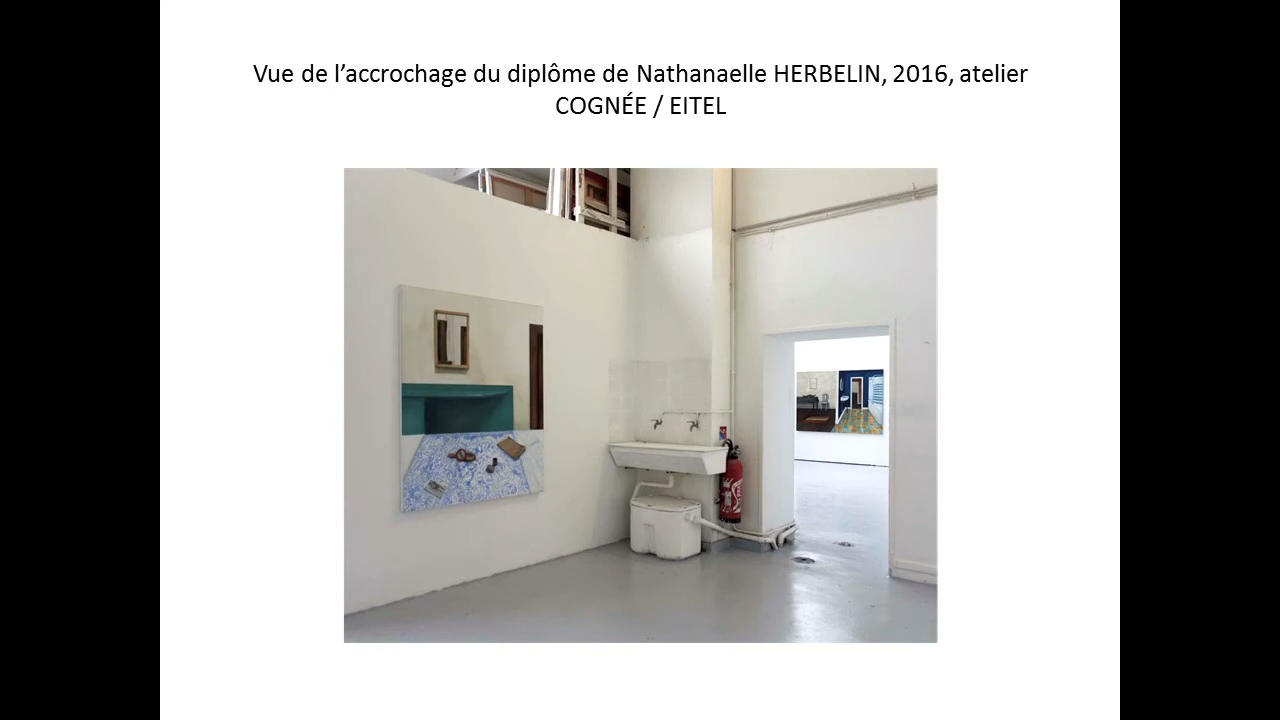 Vue de l’accrochage du diplôme de Nathanaelle HERBELIN, 2016, atelier
COGNÉE / EITEL